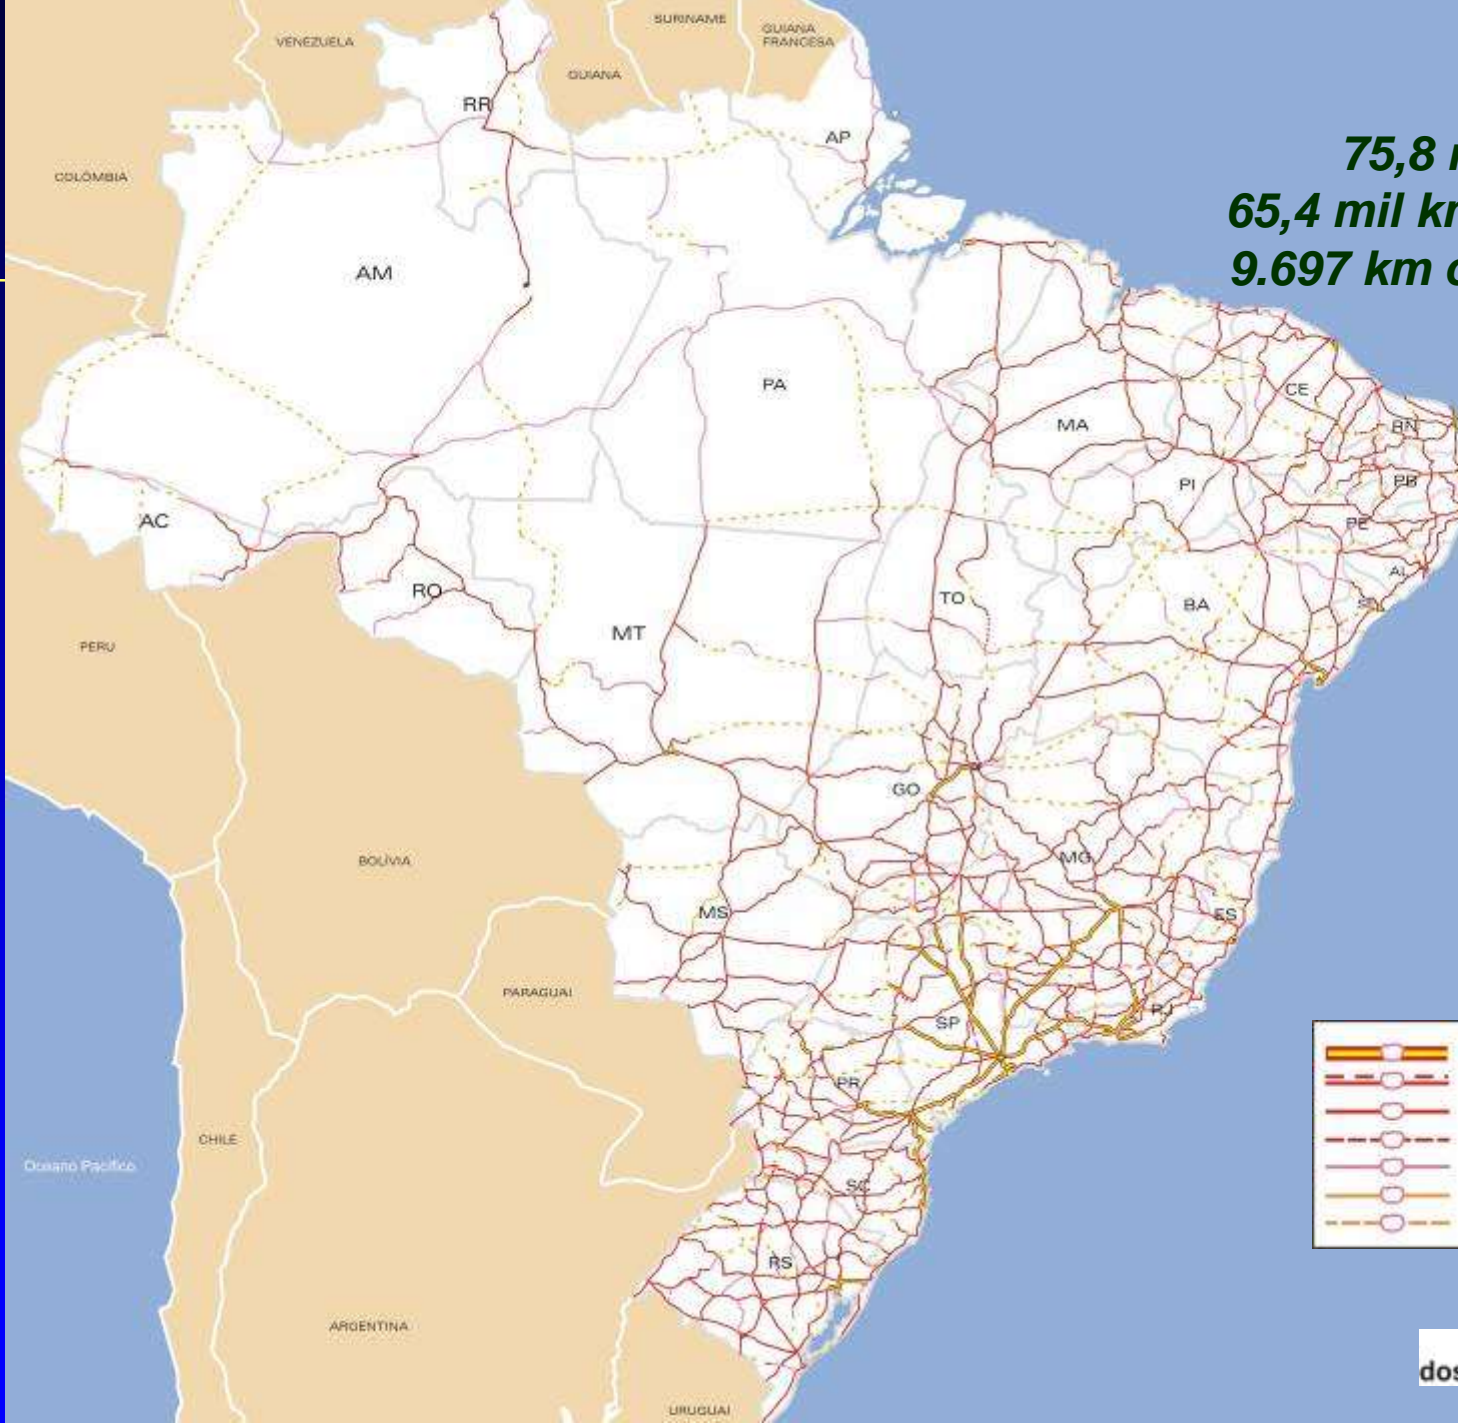 SURINAME
GUIANA
FRANCESA
VENEZUELA
GUIANA
RR
AP
75,8
COLÔMBIA
65,4 mil
9.697 km
AM
PA
CE
MA
RN
PI
PB
PE
AC
AL
RO
TO
BA
SE
MT
PERU
GO
MG
BOLÍVIA
MS
ES
PARAGUAI
SP
RJ
PR
CHILE
Oceano Pacífico
SC
RS
ARGENTINA
dos
URUGUAI